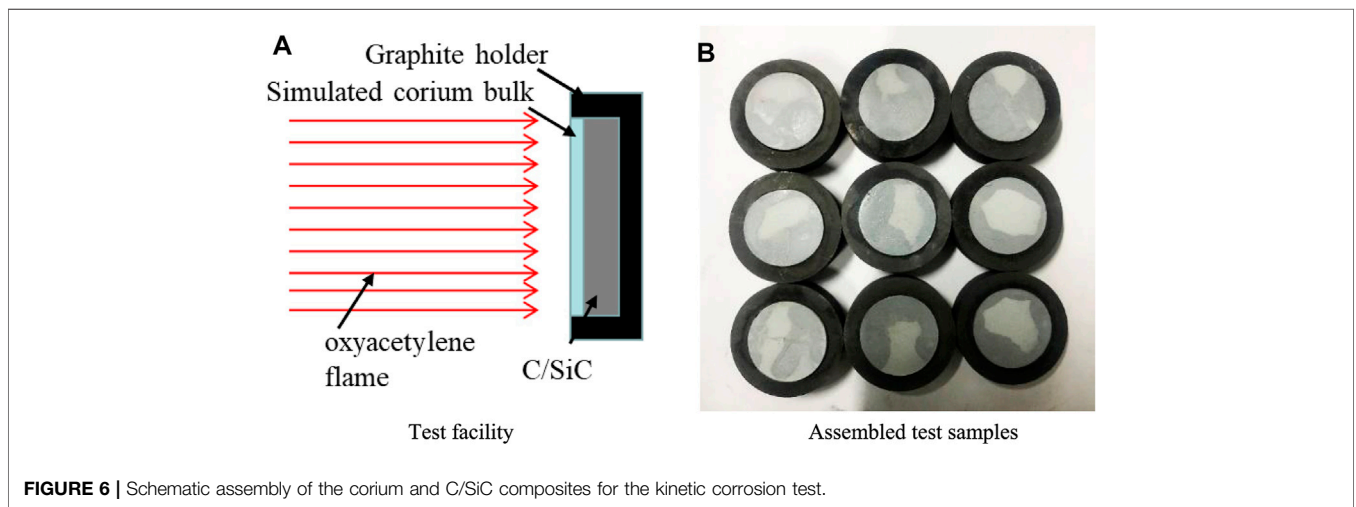 A
Graphite holder
Simulated corium bulk
oxyacetylene
flame
C/SiC
Test facility
B
Assembled test samples
FIGURE 6 | Schematic assembly of the corium and C/SiC composites for the kinetic corrosion test.